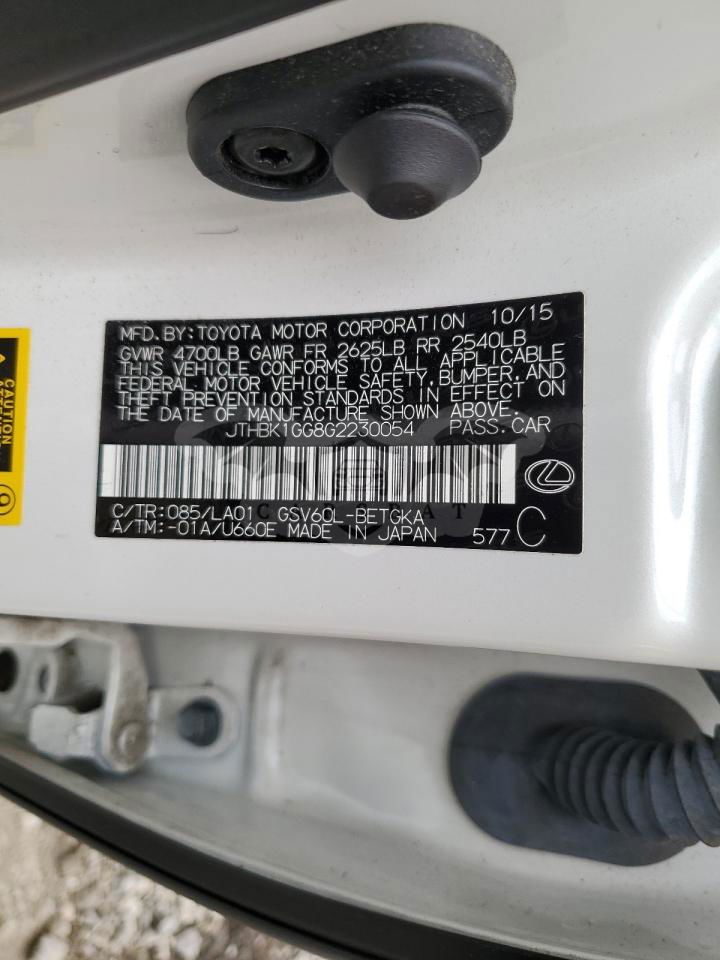 MFD.BY:TOYOTA MOTOR CORPORATION 10/15
GVWR 4700LB GAWR FR 2625LB RR 2540LB
THIS VEHICLE CONFORMS TO ALL APPLICABLE
FEDERAL MOTOR VEHICLE SAFETY, BUMPER, AND
THEFT PREVENTION STANDARDS IN EFFECT ON
THE DATE OF MANUFACTURE SHOWN ABOVE.
JTHBK1GG8G2230054 PASS.CAR
C/TR:085/LA01 GSV60L-BETGKA
A/TM:-01A/U660E MADE IN JAPAN 577 C
CAUTION